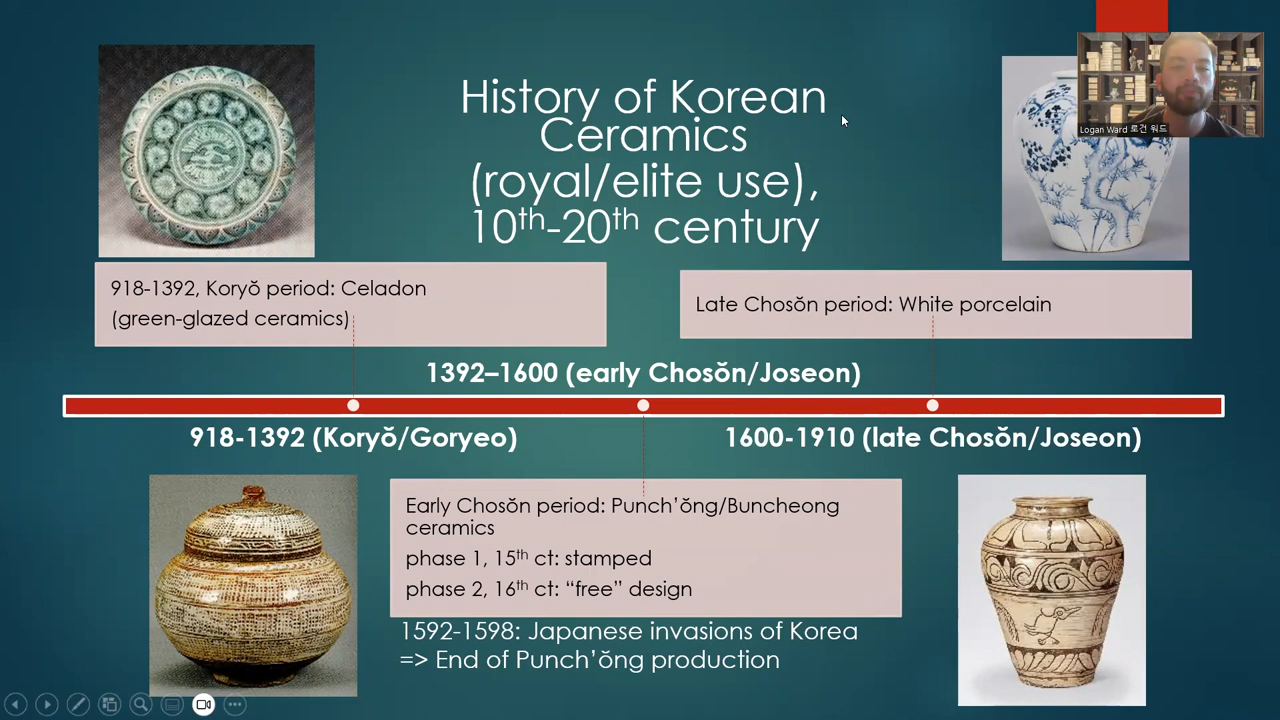 History of Korean
Ceramics
(royal/elite use),
10th-20th century
Logan Ward 로건 워드
918-1392, Koryŏ period: Celadon
(green-glazed ceramics)
Late Chosŏn period: White porcelain
1392–1600 (early Chosŏn/Joseon)
918-1392 (Koryŏ/Goryeo)
1600-1910 (late Chosŏn/Joseon)
Early Chosŏn period: Punch’ŏng/Buncheong
ceramics
phase 1, 15th ct: stamped
phase 2, 16th ct: “free” design
1592-1598: Japanese invasions of Korea
=> End of Punch’ŏng production